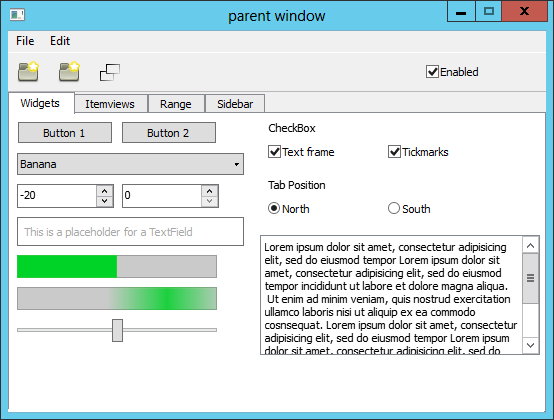 parent window
File Edit
Enabled
Widgets Itemviews Range Sidebar
Button 1 Button 2
Banana
-20 0
This is a placeholder for a TextField
CheckBox
Text frame Tickmarks
Tab Position
North South
Lorem ipsum dolor sit amet, consectetur adipisicing
elit, sed do eiusmod tempor Lorem ipsum dolor sit
amet, consectetur adipisicing elit, sed do eiusmod
tempor incididunt ut labore et dolore magna aliqua.
Ut enim ad minim veniam, quis nostrud exercitation
ullamco laboris nisi ut aliquip ex ea commodo
cosnsequat. Lorem ipsum dolor sit amet, consectetur
adipisicing elit, sed do eiusmod tempor Lorem ipsum
dolor sit amet, consectetur adipisicing elit, sed do